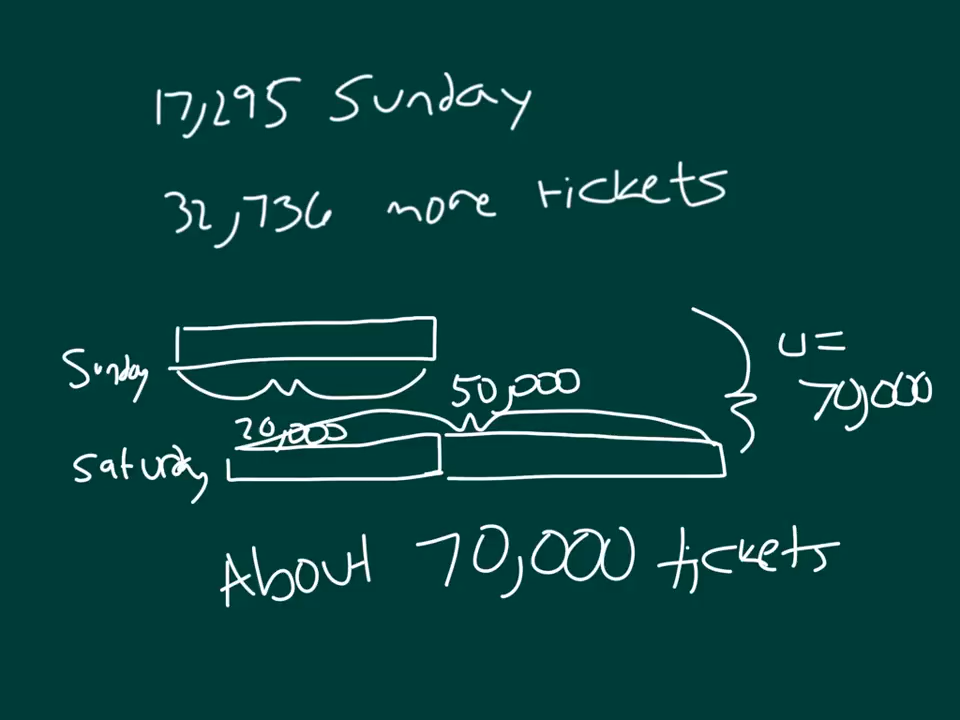 17,295 Sunday
32,736 more tickets
Sunday
20,000
50,000
u=
70,000
Saturday
About 70,000 tickets